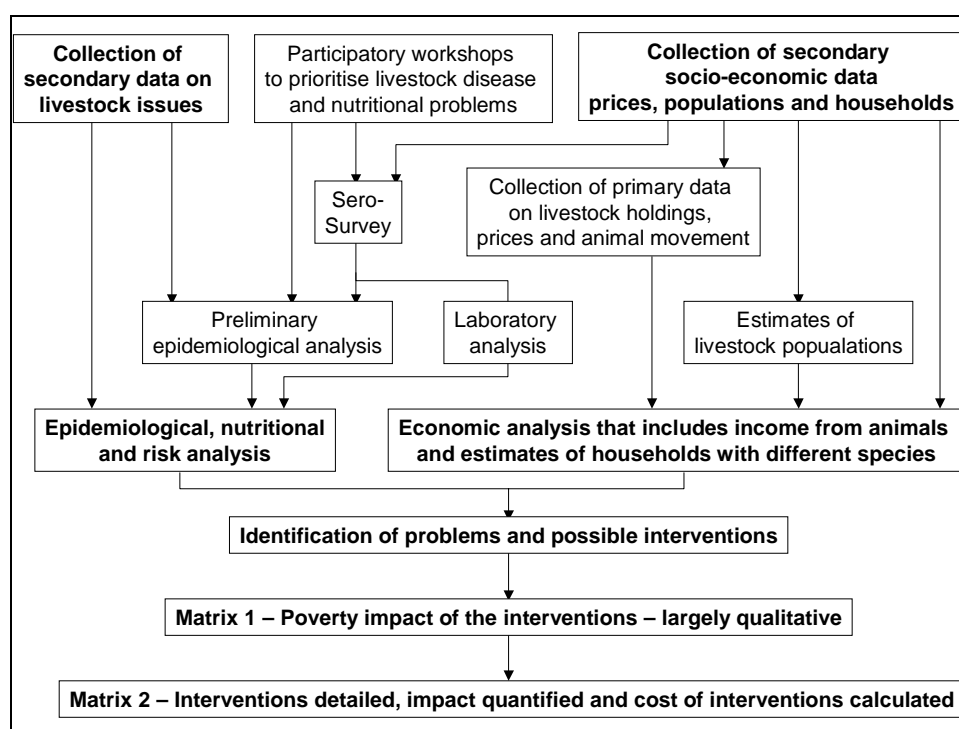 Collection of
secondary data on
livestock issues
Participatory workshops
to prioritise livestock disease
and nutritional problems
Collection of secondary
socio-economic data
prices, populations and households
Sero-
Survey
Collection of primary data
on livestock holdings,
prices and animal movement
Preliminary
epidemiological analysis
Laboratory
analysis
Estimates of
livestock popualations
Epidemiological, nutritional
and risk analysis
Economic analysis that includes income from animals
and estimates of households with different species
Identification of problems and possible interventions
Matrix 1 – Poverty impact of the interventions – largely qualitative
Matrix 2 – Interventions detailed, impact quantified and cost of interventions calculated